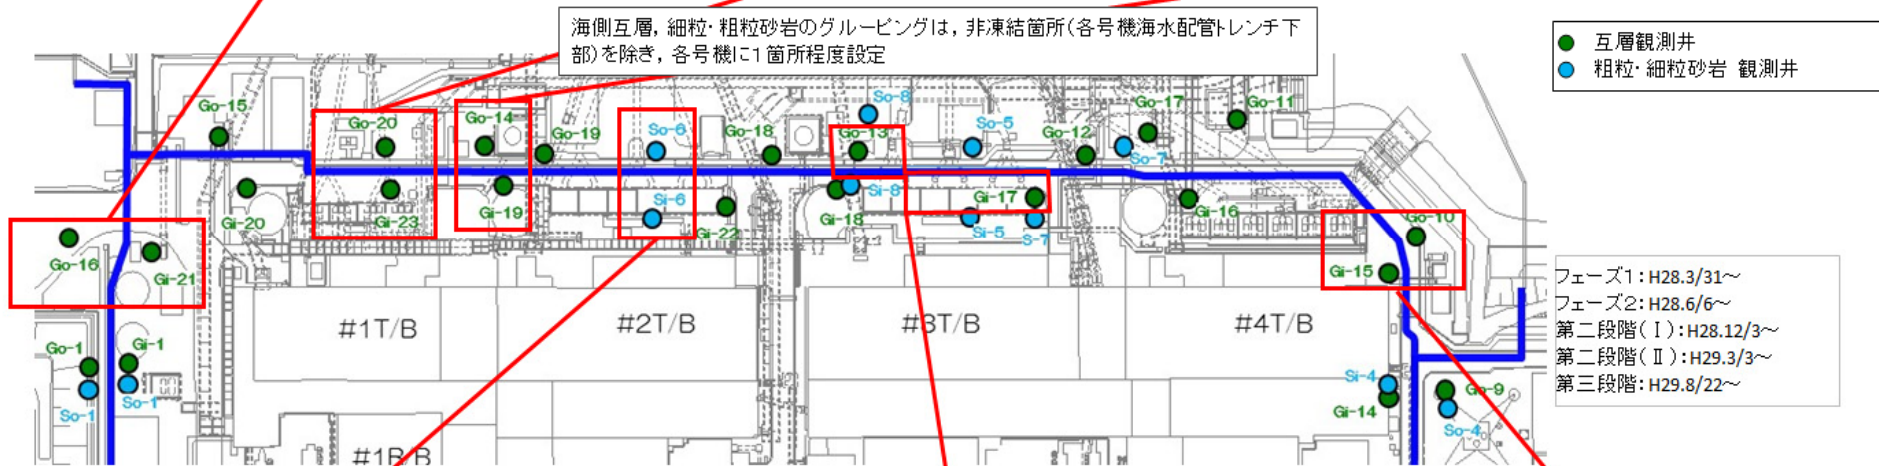 海側互層，細粒・粗粒砂岩のグルーピングは，非凍結箇所(各号機海水配管トレンチ下
部)を除き，各号機に1箇所程度設定
互層観測井
粗粒・細粒砂岩 観測井
Go-15
Go-20
Go-14
Go-19
So-6
Go-18
So-8
Go-13
So-5
Go-12
Go-17
So-7
Go-11
Gi-20
Gi-23
Gi-19
Si-6
Gi-22
Gi-18
Si-8
Gi-17
Si-5
S-7
Gi-16
Go-10
Gi-15
Go-16
Gi-21
#1T/B
#2T/B
#3T/B
#4T/B
フェーズ1：H28.3/31～
フェーズ2：H28.6/6～
第二段階(Ⅰ)：H28.12/3～
第二段階(Ⅱ)：H29.3/3～
第三段階：H29.8/22～
Go-1
Gi-1
So-1
So-1
Si-4
Gi-14
Go-9
So-4
#1R/B